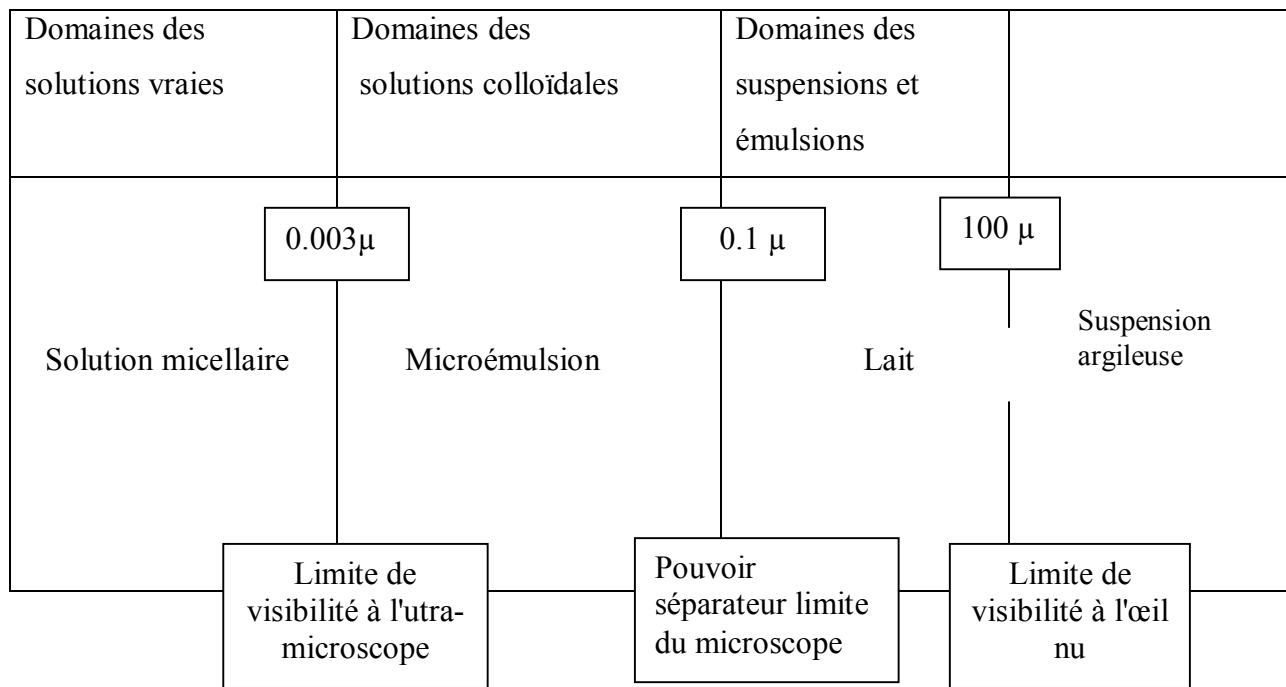 Domaines des
solutions vraies
Domaines des
solutions colloïdales
Domaines des
suspensions et
émulsions
0.003µ
0.1 µ
100 µ
Solution micellaire
Microémulsion
Lait
Suspension
argileuse
Limite de
visibilité à l'utra-
microscope
Pouvoir
séparateur limite
du microscope
Limite de
visibilité à l'œil
nu